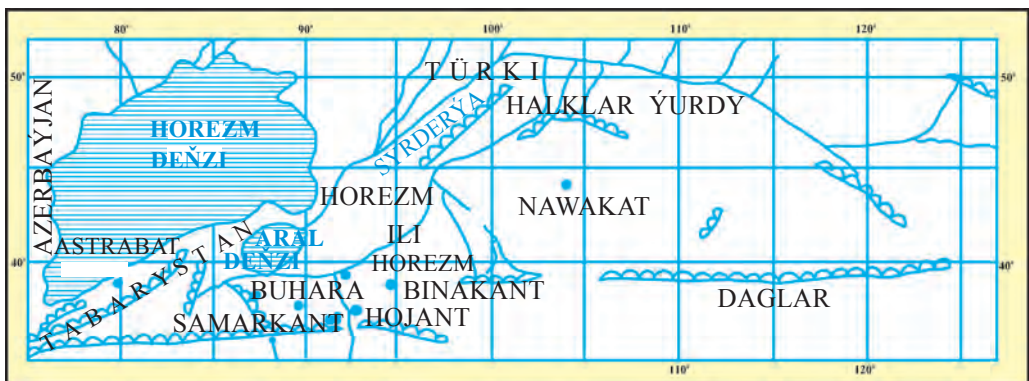 80° 90° 100° 110° 120°
50° 50°
TÜRKI
HALKLAR ÝURDY
AZERBAÝJAN
HOREZM
DEŇZI
SYRDERÝA
HOREZM
NAWAKAT
ASTRABAT
TABARYSTAN
ARAL
DEŇZI
ILI
HOREZM
40° 40°
BUHARA
BINAKANT
DAGLAR
SAMARKANT
HOJANT
110° 120°